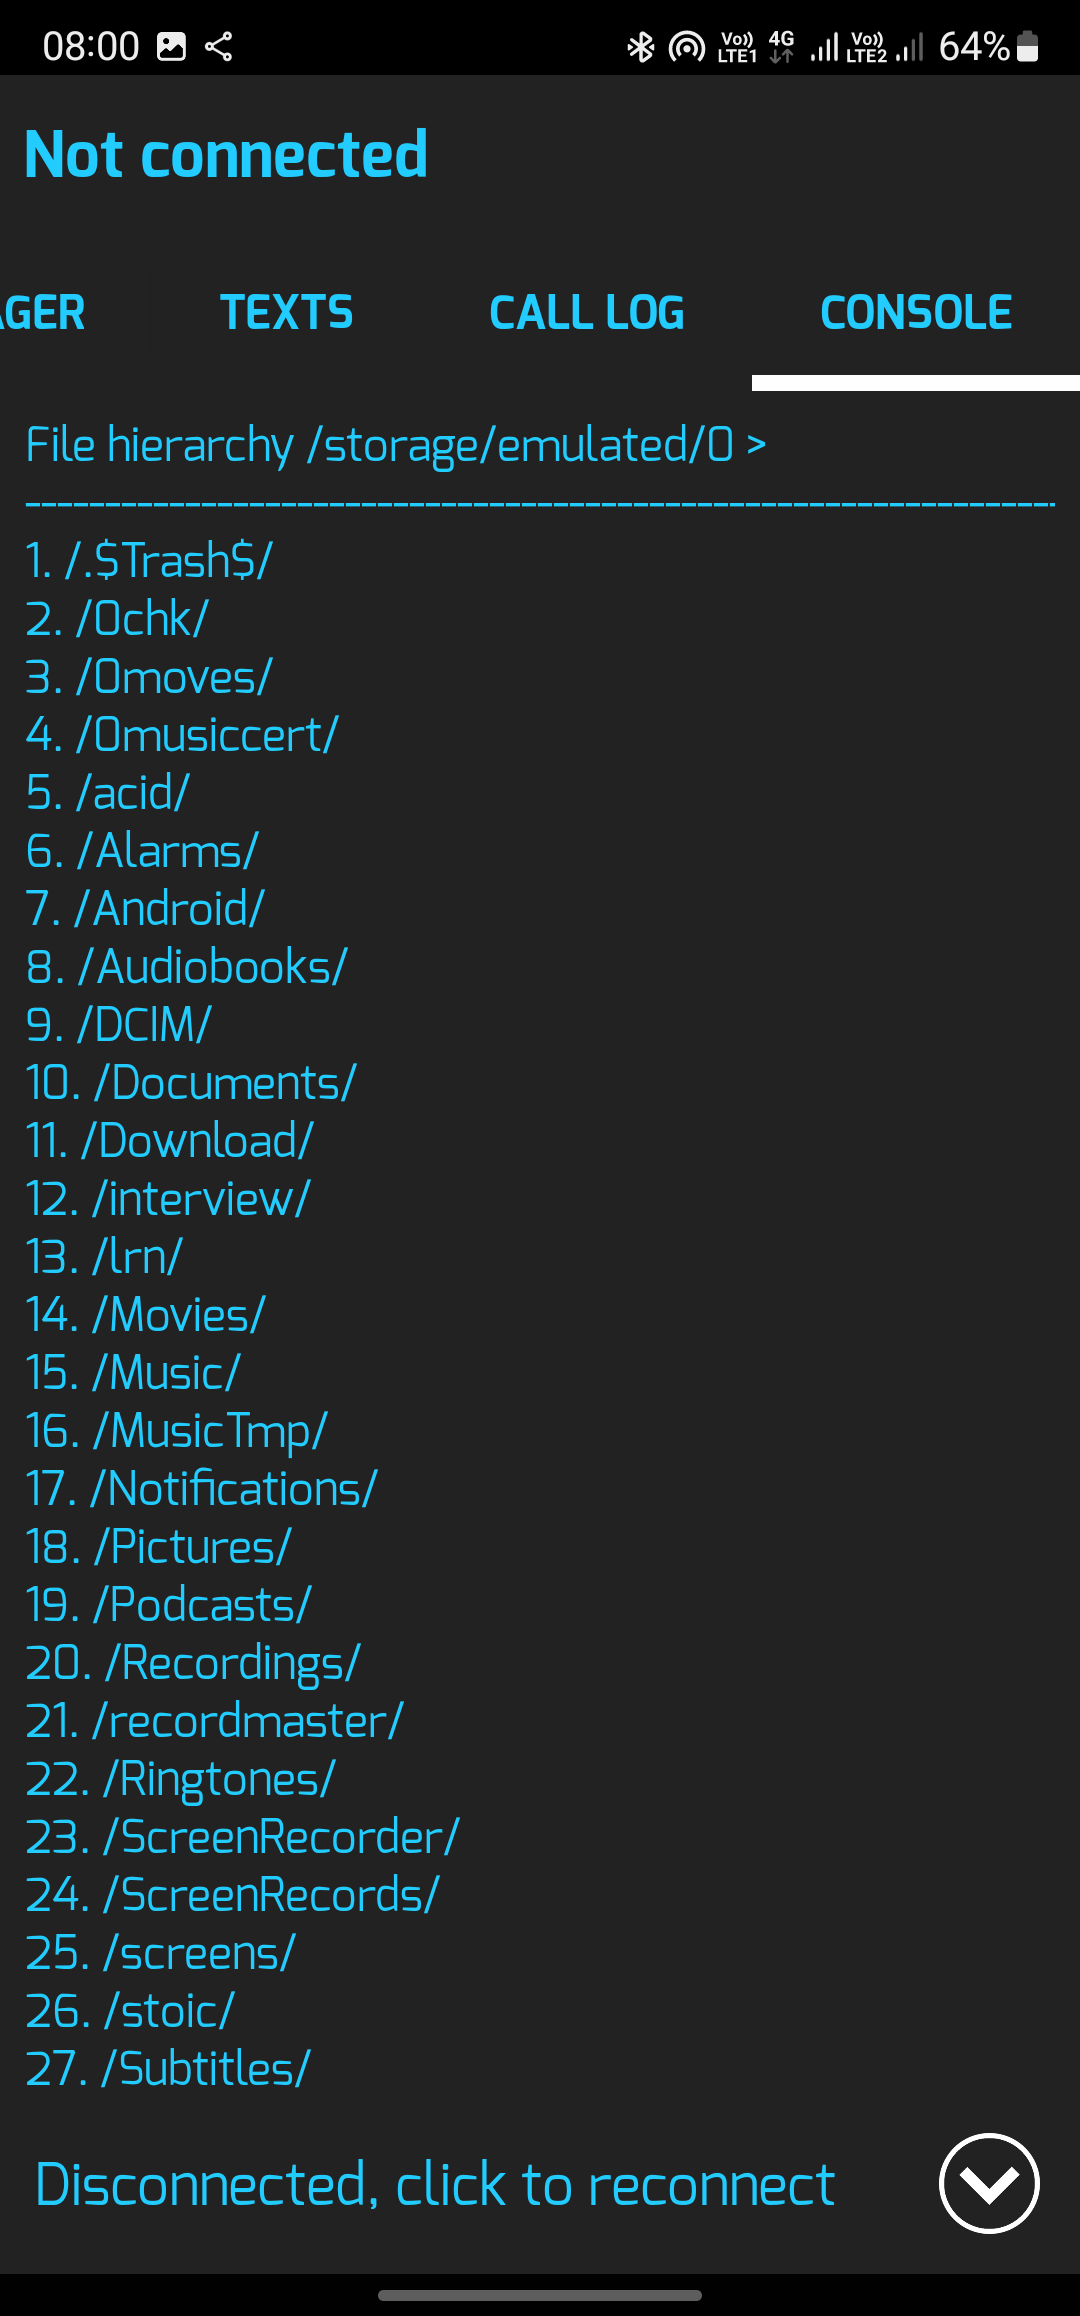 08:00 Vo)) LTE1 4G Vo)) LTE2 64%
Not connected
AGER TEXTS CALL LOG CONSOLE
File hierarchy /storage/emulated/0 >
----------------------------------------------------------------
1. /.$Trash$/
2. /0chk/
3. /0moves/
4. /0musiccert/
5. /acid/
6. /Alarms/
7. /Android/
8. /Audiobooks/
9. /DCIM/
10. /Documents/
11. /Download/
12. /interview/
13. /lrn/
14. /Movies/
15. /Music/
16. /MusicTmp/
17. /Notifications/
18. /Pictures/
19. /Podcasts/
20. /Recordings/
21. /recordmaster/
22. /Ringtones/
23. /ScreenRecorder/
24. /ScreenRecords/
25. /screens/
26. /stoic/
27. /Subtitles/
Disconnected, click to reconnect